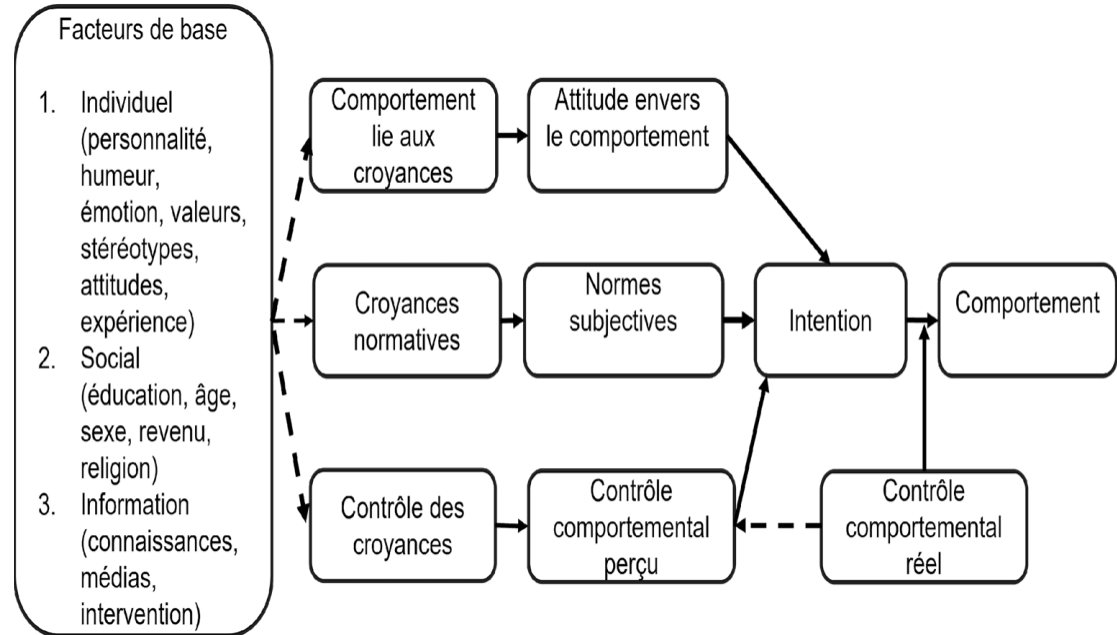 Facteurs de base
1. Individuel
(personnalité,
humeur,
émotion, valeurs,
stéréotypes,
attitudes,
expérience)
2. Social
(éducation, âge,
sexe, revenu,
religion)
3. Information
(connaissances,
médias,
intervention)
Comportement
lie aux
croyances
Attitude envers
le comportement
Croyances
normatives
Normes
subjectives
Intention
Comportement
Contrôle des
croyances
Contrôle
comportemental
perçu
Contrôle
comportemental
réel